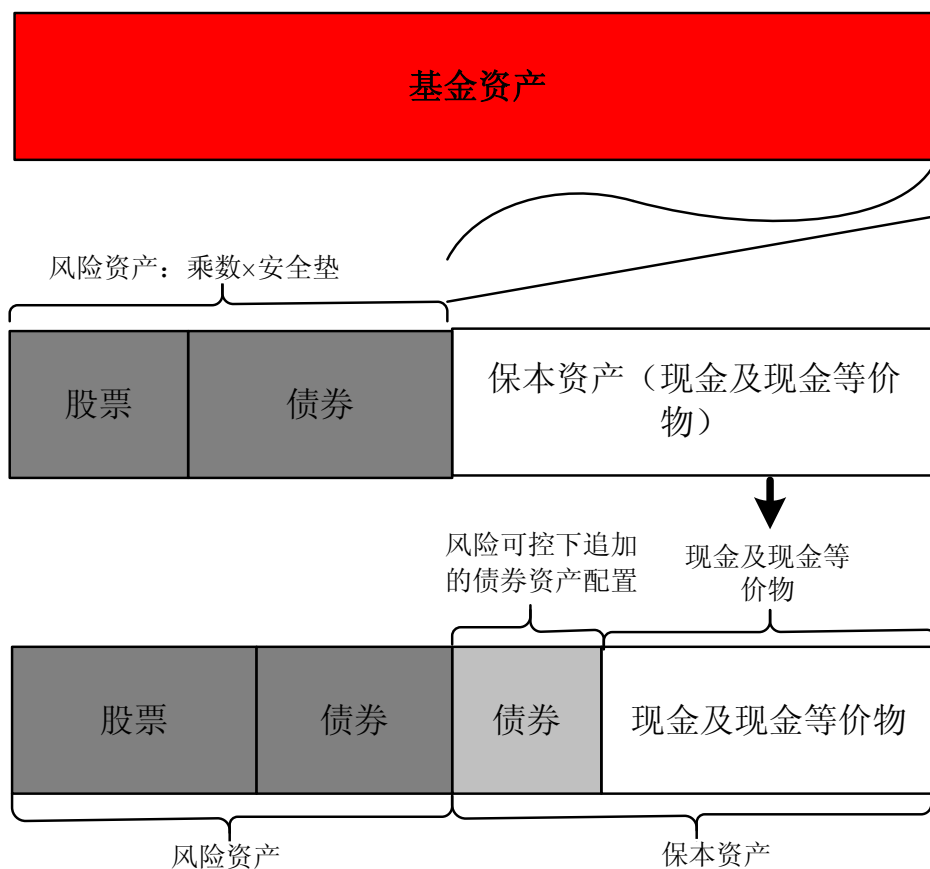 基金资产
风险资产：乘数×安全垫
股票
债券
保本资产（现金及现金等价
物）
风险可控下追加
的债券资产配置
现金及现金等
价物
股票
债券
债券
现金及现金等价物
风险资产
保本资产